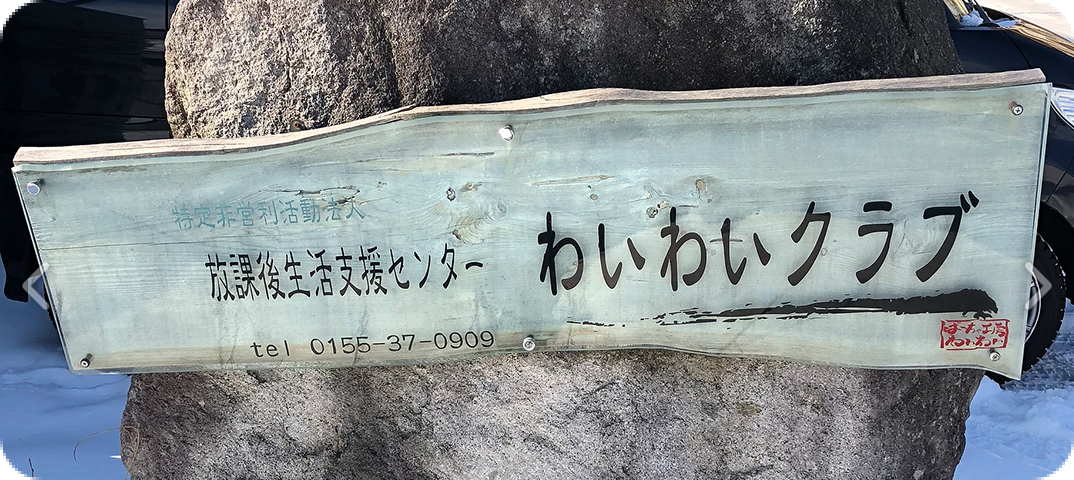 特定非営利活動法人
放課後生活支援センター
わいわいクラブ
tel 0155-37-0909